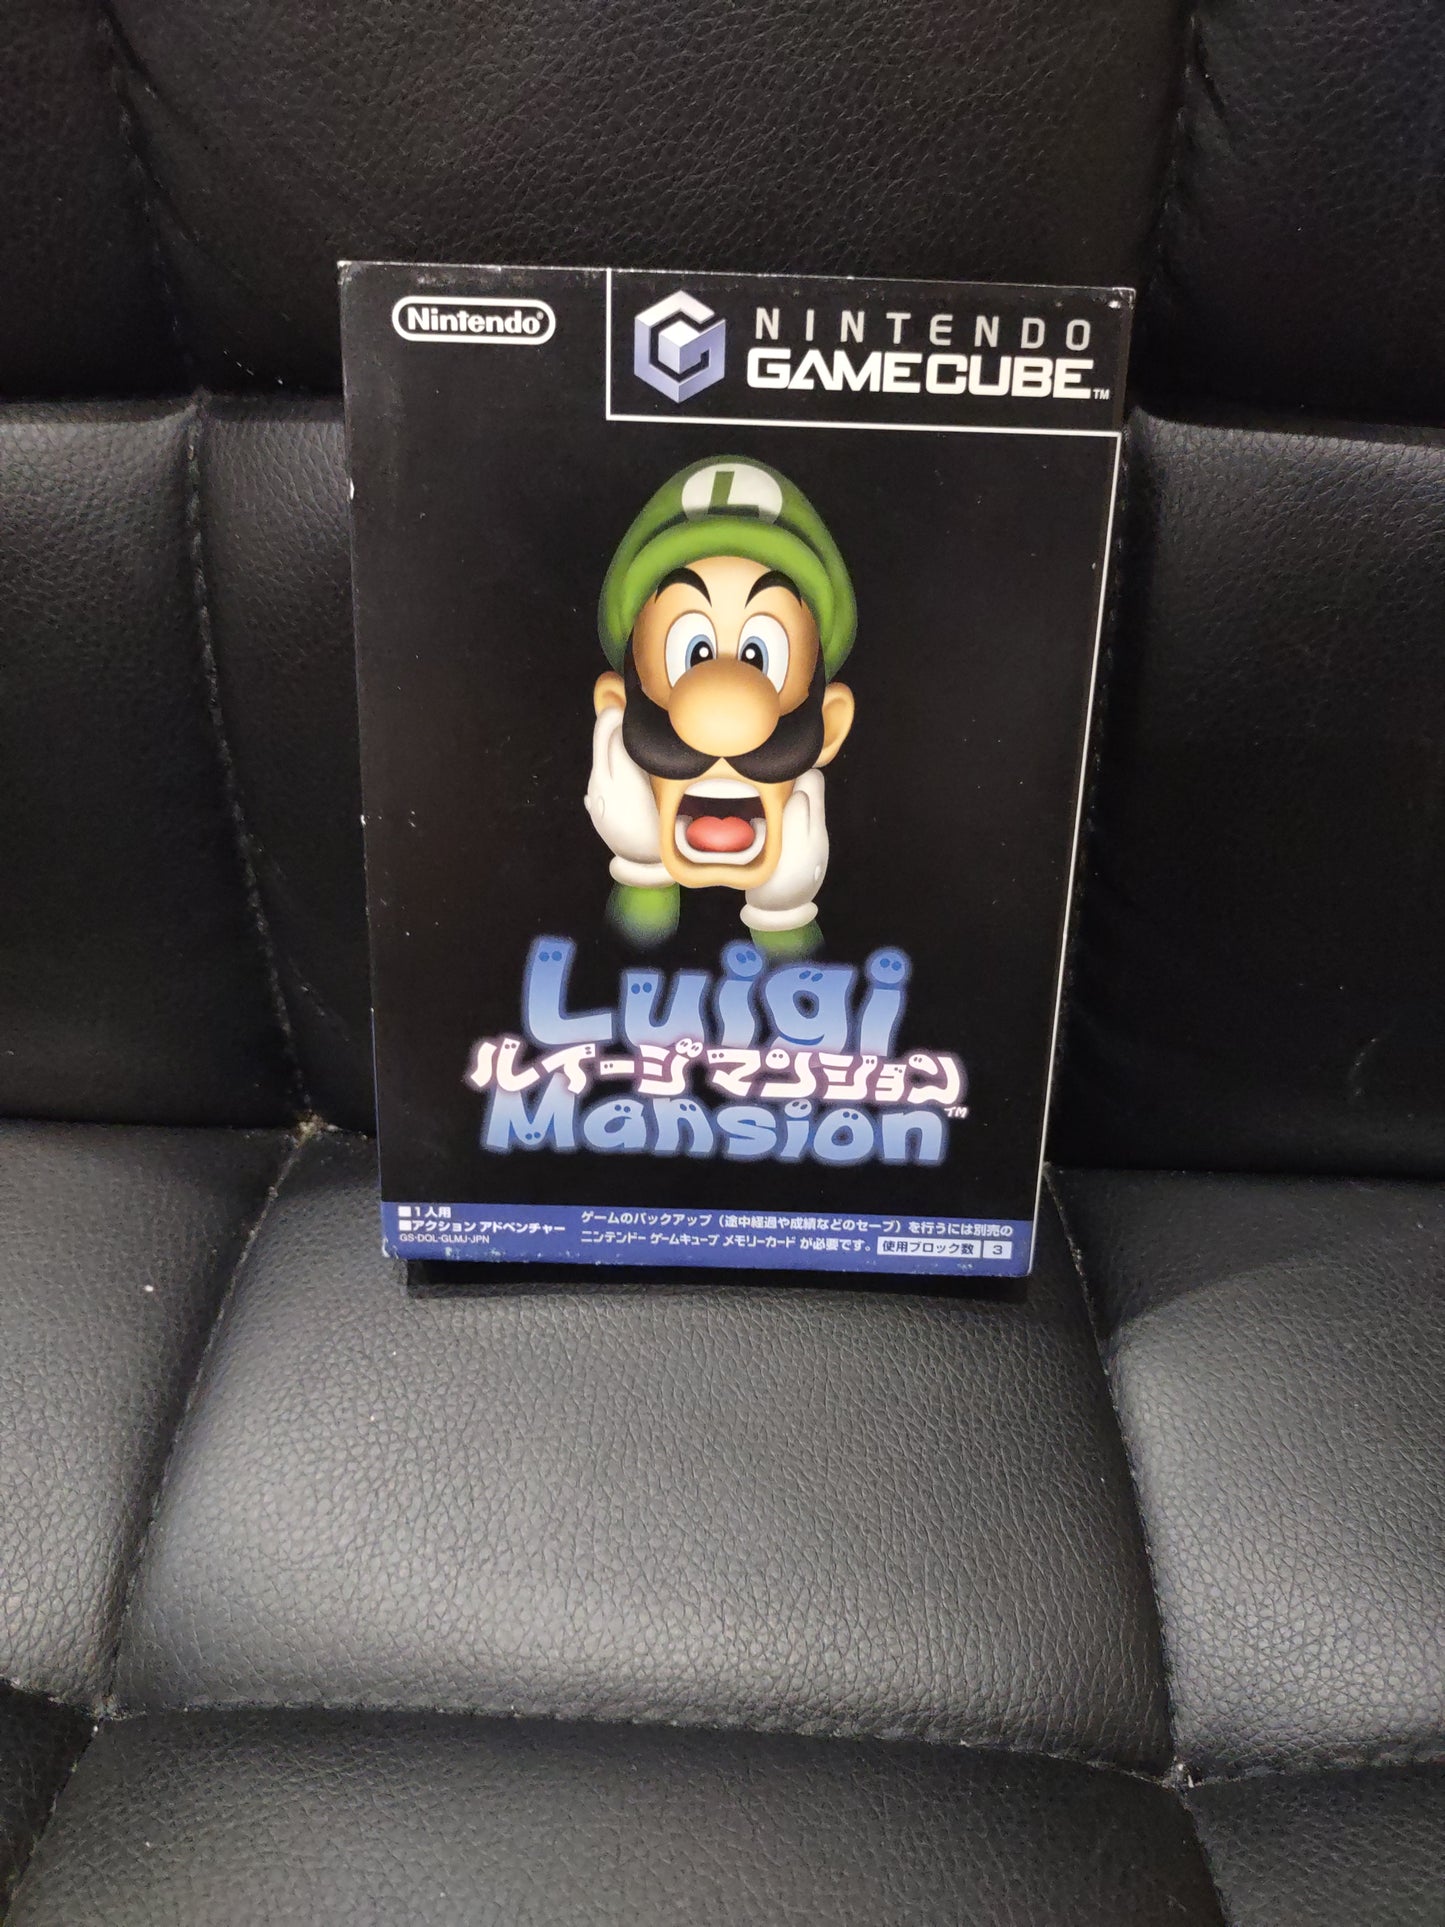 Nintendo
NINTENDO
GAMECUBE™
L
Luigi
ルイージマンション™
Mansion
■1人用
■アクション アドベンチャー
GS-DOL-GLMJ-JPN
ゲームのバックアップ（途中経過や成績などのセーブ）を行うには別売の
ニンテンドー ゲームキューブ メモリーカード が必要です。 使用ブロック数 3